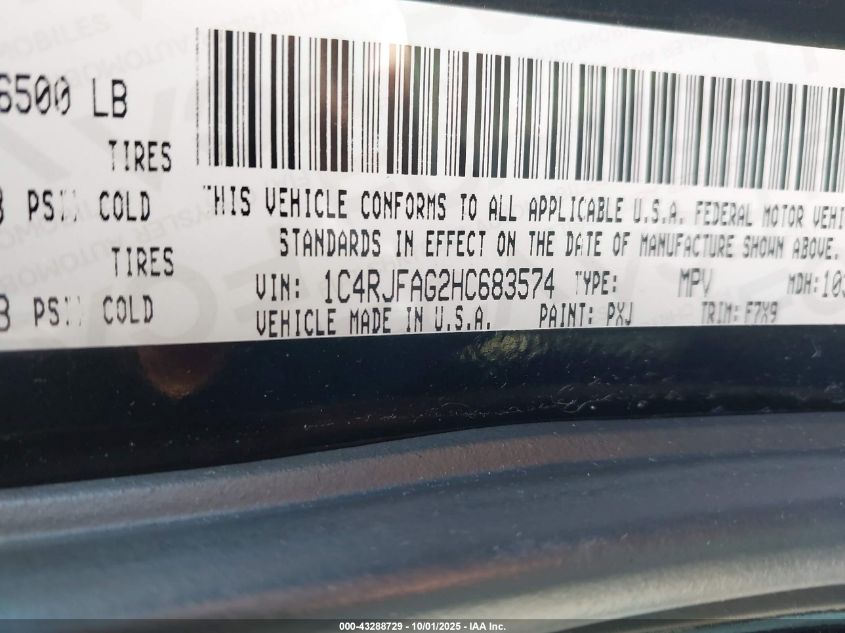 6500 LB
TIRES
PSI COLD
THIS VEHICLE CONFORMS TO ALL APPLICABLE U.S.A. FEDERAL MOTOR VEHI
STANDARDS IN EFFECT ON THE DATE OF MANUFACTURE SHOWN ABOVE.
TIRES
VIN: 1C4RJFAG2HC683574 TYPE: MPV MDH: 103
PSI COLD
VEHICLE MADE IN U.S.A. PAINT: PXJ TRIM: F7X9
000-43288729 - 10/01/2025 - IAA Inc.